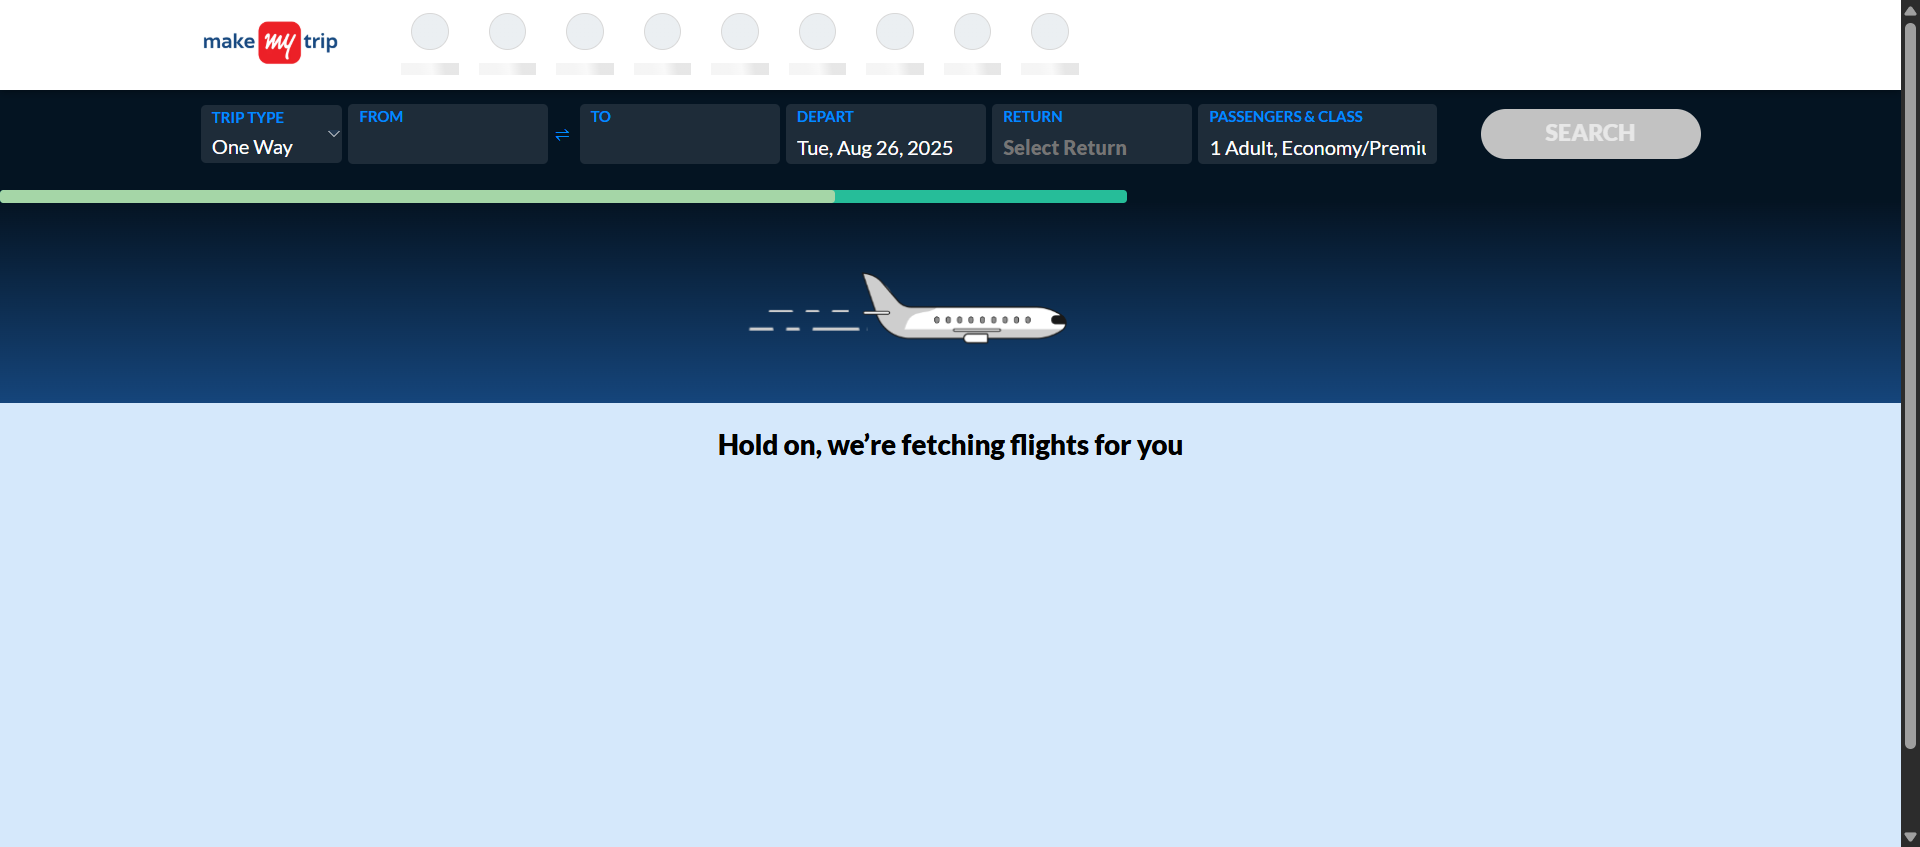 make my trip
TRIP TYPE
One Way
FROM
⇌
TO
DEPART
Tue, Aug 26, 2025
RETURN
Select Return
PASSENGERS & CLASS
1 Adult, Economy/Premiu
SEARCH
Hold on, we’re fetching flights for you